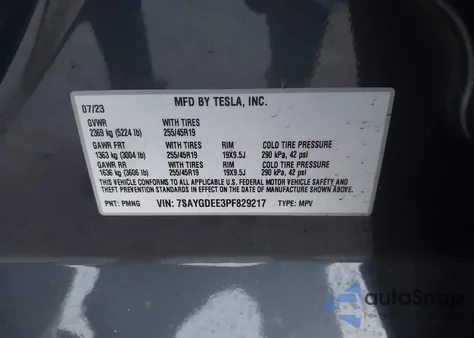 07/23 MFD BY TESLA, INC.
GVWR WITH TIRES
2369 kg (5224 lb) 255/45R19
GAWR FRT WITH TIRES RIM COLD TIRE PRESSURE
1363 kg (3004 lb) 255/45R19 19X9.5J 290 kPa, 42 psi
GAWR RR WITH TIRES RIM COLD TIRE PRESSURE
1636 kg (3606 lb) 255/45R19 19X9.5J 290 kPa, 42 psi
THIS VEHICLE CONFORMS TO ALL APPLICABLE U.S. FEDERAL MOTOR VEHICLE SAFETY AND
THEFT PREVENTION STANDARDS IN EFFECT ON THE DATE OF MANUFACTURE SHOWN ABOVE.
PNT: PMNG VIN: 7SAYGDEE3PF829217 TYPE: MPV
autoSnap